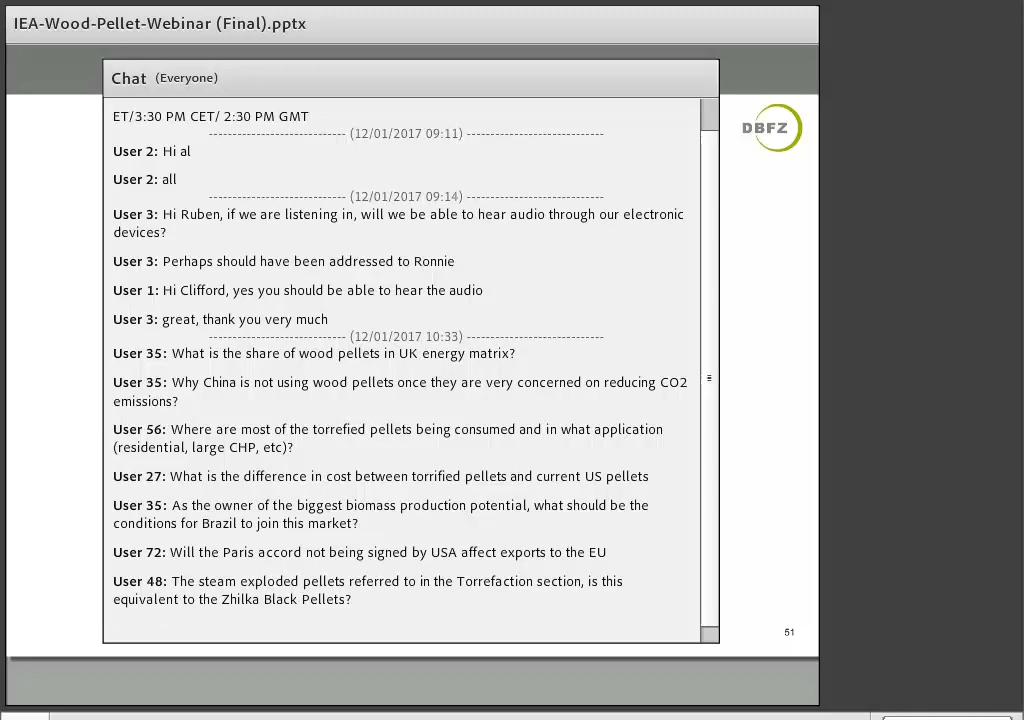 IEA-Wood-Pellet-Webinar (Final).pptx
Chat (Everyone)
ET/3:30 PM CET/ 2:30 PM GMT
--------------------------- (12/01/2017 09:11) ---------------------------
User 2: Hi al
User 2: all
--------------------------- (12/01/2017 09:14) ---------------------------
User 3: Hi Ruben, if we are listening in, will we be able to hear audio through our electronic
devices?
User 3: Perhaps should have been addressed to Ronnie
User 1: Hi Clifford, yes you should be able to hear the audio
User 3: great, thank you very much
--------------------------- (12/01/2017 10:33) ---------------------------
User 35: What is the share of wood pellets in UK energy matrix?
User 35: Why China is not using wood pellets once they are very concerned on reducing CO2
emissions?
User 56: Where are most of the torrefied pellets being consumed and in what application
(residential, large CHP, etc)?
User 27: What is the difference in cost between torrified pellets and current US pellets
User 35: As the owner of the biggest biomass production potential, what should be the
conditions for Brazil to join this market?
User 72: Will the Paris accord not being signed by USA affect exports to the EU
User 48: The steam exploded pellets referred to in the Torrefaction section, is this
equivalent to the Zhilka Black Pellets?
DBFZ
51